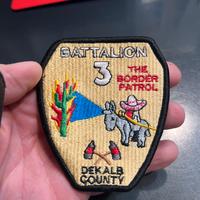 BATTALION
3
THE
BORDER
PATROL
DEKALB
COUNTY